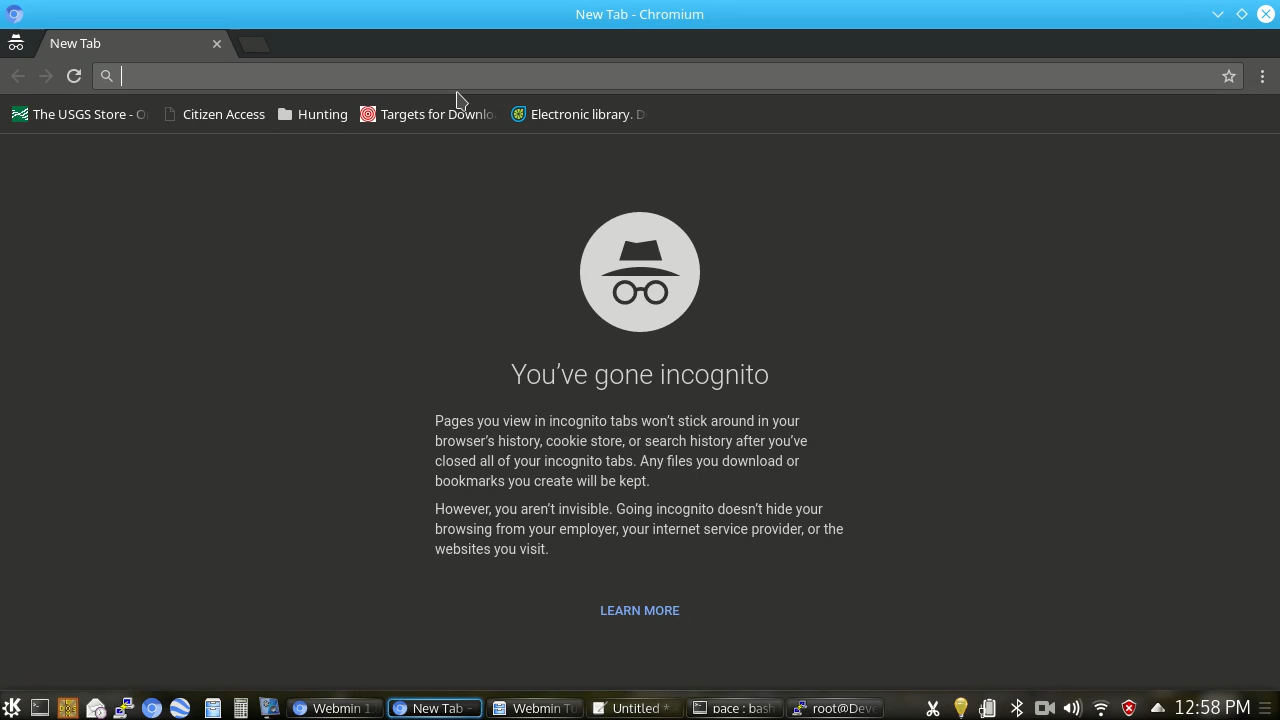 New Tab - Chromium
New Tab
The USGS Store - O
Citizen Access
Hunting
Targets for Downlo
Electronic library. D
You’ve gone incognito
Pages you view in incognito tabs won’t stick around in your
browser’s history, cookie store, or search history after you’ve
closed all of your incognito tabs. Any files you download or
bookmarks you create will be kept.
However, you aren’t invisible. Going incognito doesn’t hide your
browsing from your employer, your internet service provider, or the
websites you visit.
LEARN MORE
Webmin 1
New Tab -
Webmin Tu
Untitled *
pace : bash
root@Deve
12:58 PM